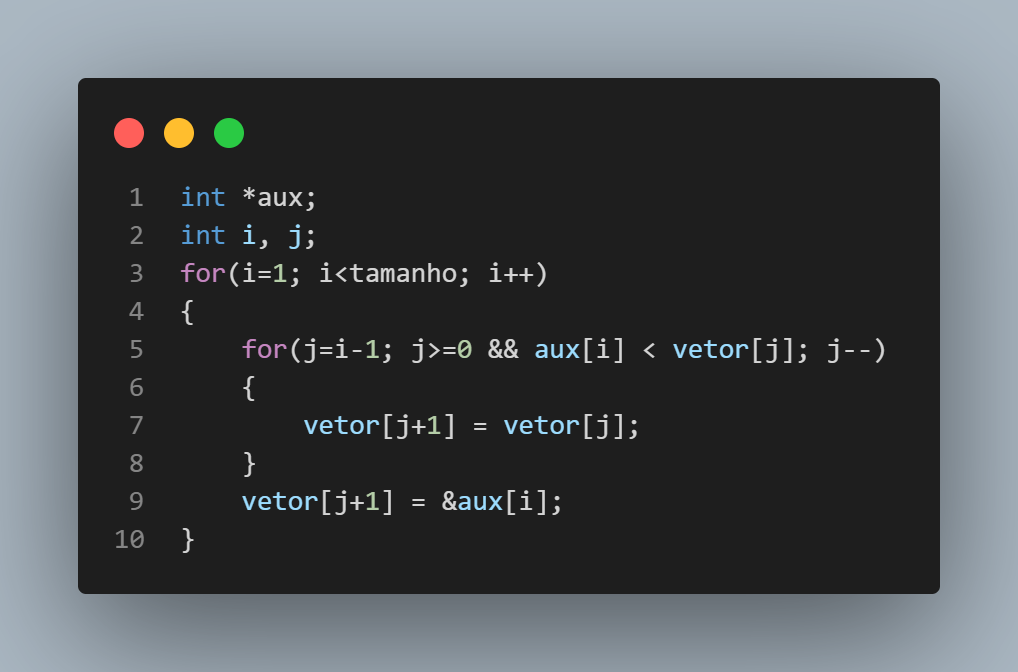 1 int *aux;
2 int i, j;
3 for(i=1; i<tamanho; i++)
4 {
5     for(j=i-1; j>=0 && aux[i] < vetor[j]; j--)
6     {
7         vetor[j+1] = vetor[j];
8     }
9     vetor[j+1] = &aux[i];
10 }